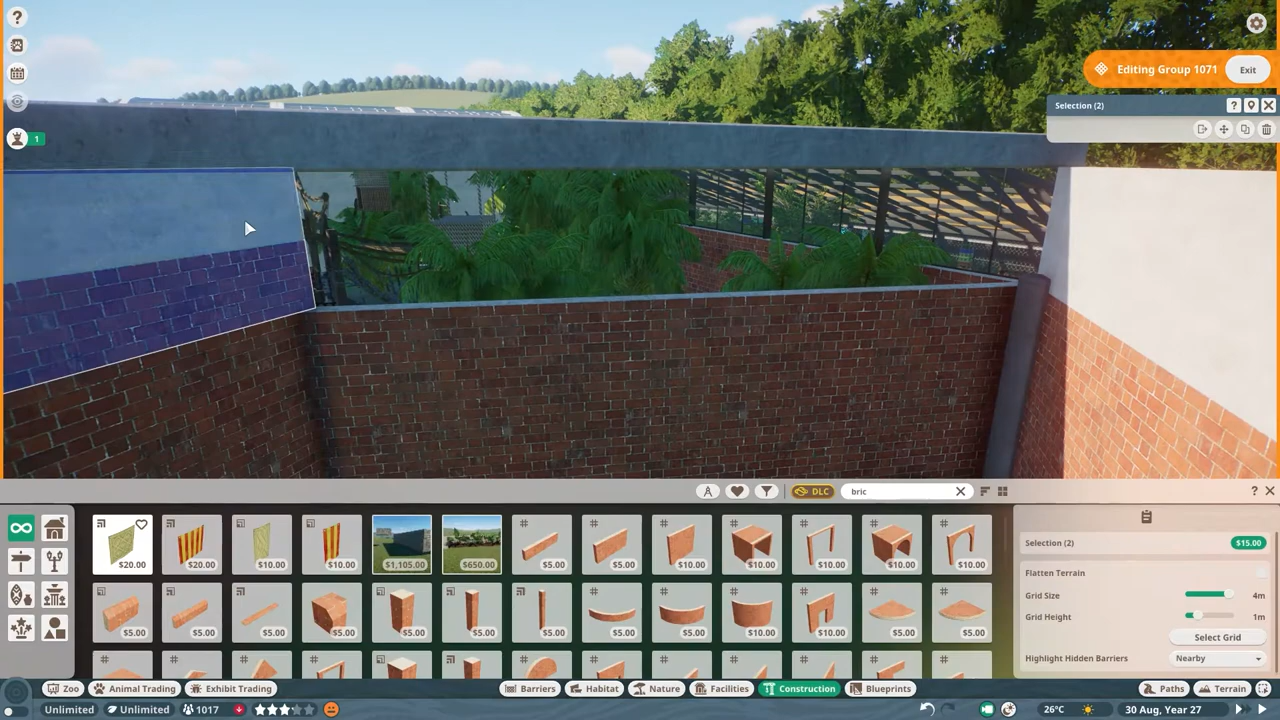 ?
Editing Group 1071
Exit
Selection (2)
?
1
DLC
bric
?
$20.00
$20.00
$10.00
$10.00
$1,105.00
$650.00
$5.00
$5.00
$10.00
$10.00
$10.00
$10.00
$10.00
$5.00
$5.00
$5.00
$5.00
$5.00
$5.00
$5.00
$5.00
$5.00
$10.00
$10.00
$5.00
$5.00
Selection (2)
$15.00
Flatten Terrain
Grid Size
4m
Grid Height
1m
Select Grid
Highlight Hidden Barriers
Nearby
Zoo
Animal Trading
Exhibit Trading
Barriers
Habitat
Nature
Facilities
Construction
Blueprints
Paths
Terrain
Unlimited
Unlimited
1017
26°C
30 Aug, Year 27